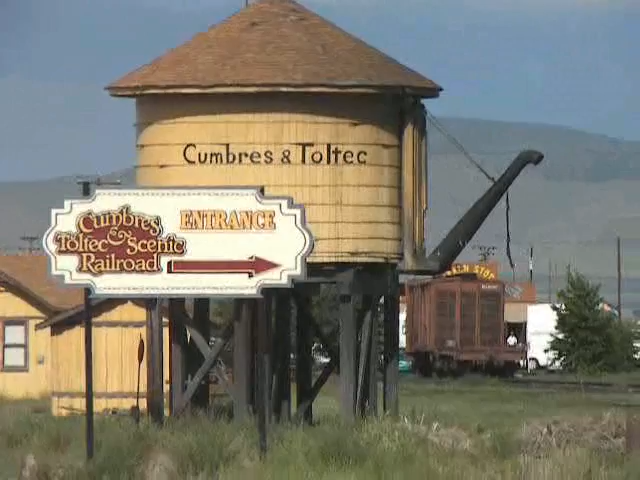 Cumbres & Toltec
Cumbres
& 
Toltec Scenic
Railroad
ENTRANCE